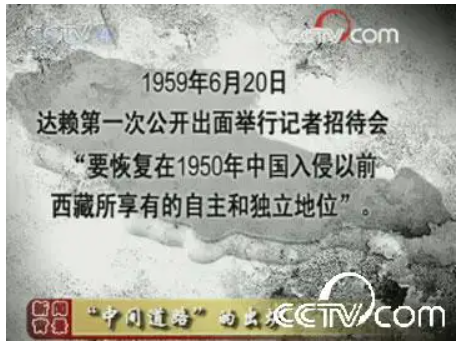 CCTV.com
1959年6月20日
达赖第一次公开出面举行记者招待会
“要恢复在1950年中国入侵以前
西藏所享有的自主和独立地位”。
“中间道路”的出
CCTV.com